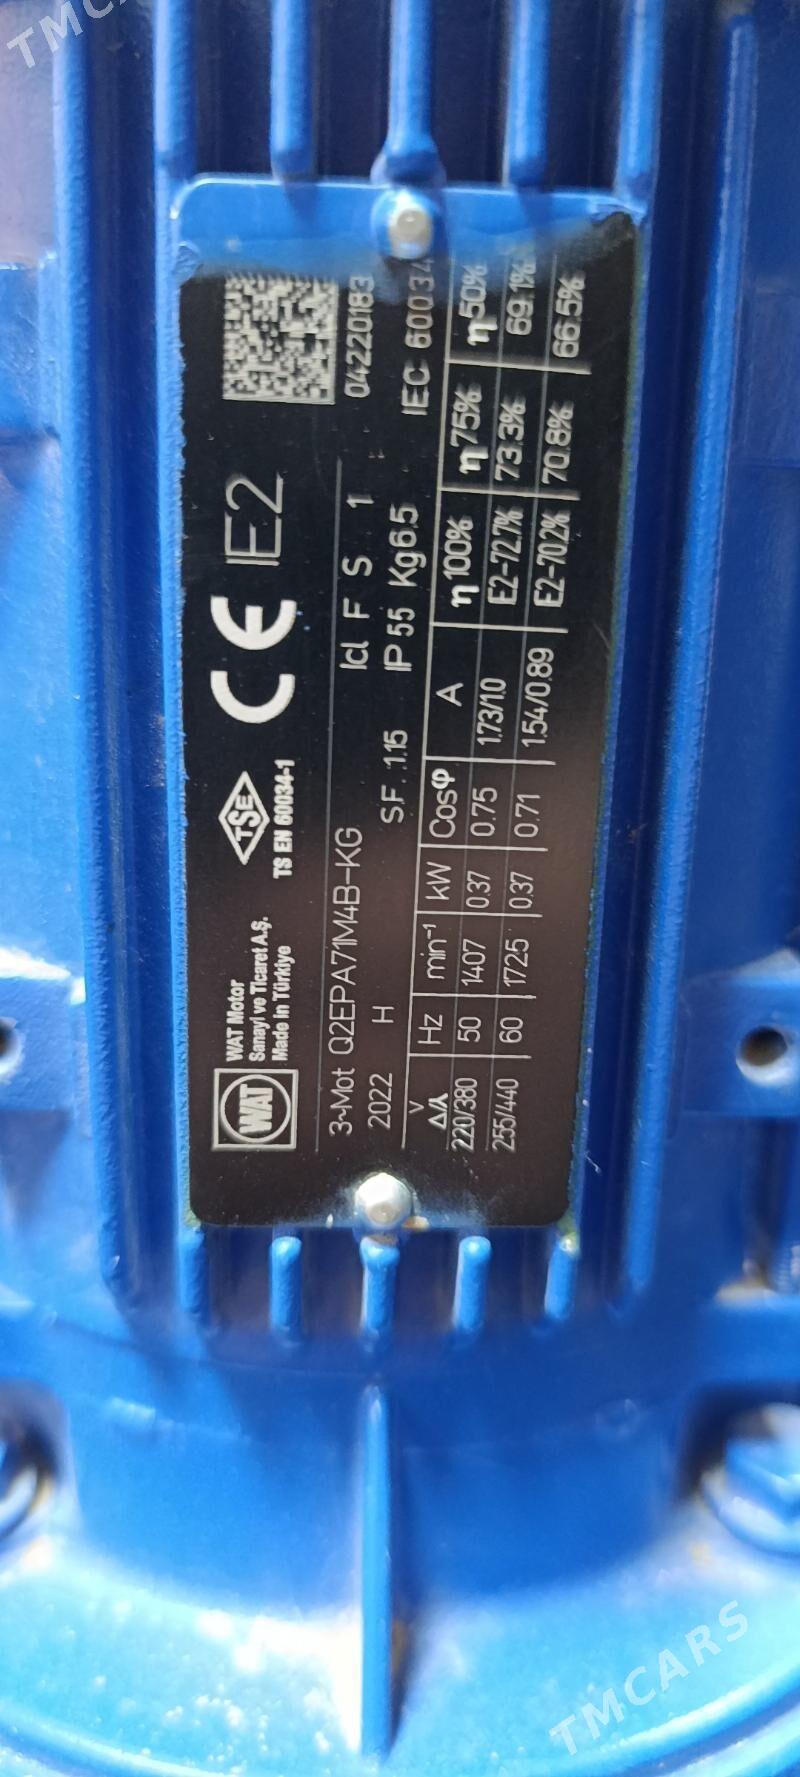 WAT
WAT Motor
Sanayi ve Ticaret A.Ş.
Made in Türkiye
TSE
TS EN 60034-1
CE IE2
3~Mot Q2EPA71M4B-KG Icl F S 1 04220183
2022 H S.F. 1.15 IP 55 Kg 6.5 IEC 60034
V Δ/⅄ Hz min⁻¹ kW Cosφ A η100% η75% η50%
220/380 50 1407 0.37 0.75 1.73/1.0 E2-72.7% 73.3% 69.1%
255/440 60 1725 0.37 0.71 1.54/0.89 E2-70.2% 70.8% 66.5%
TMCARS